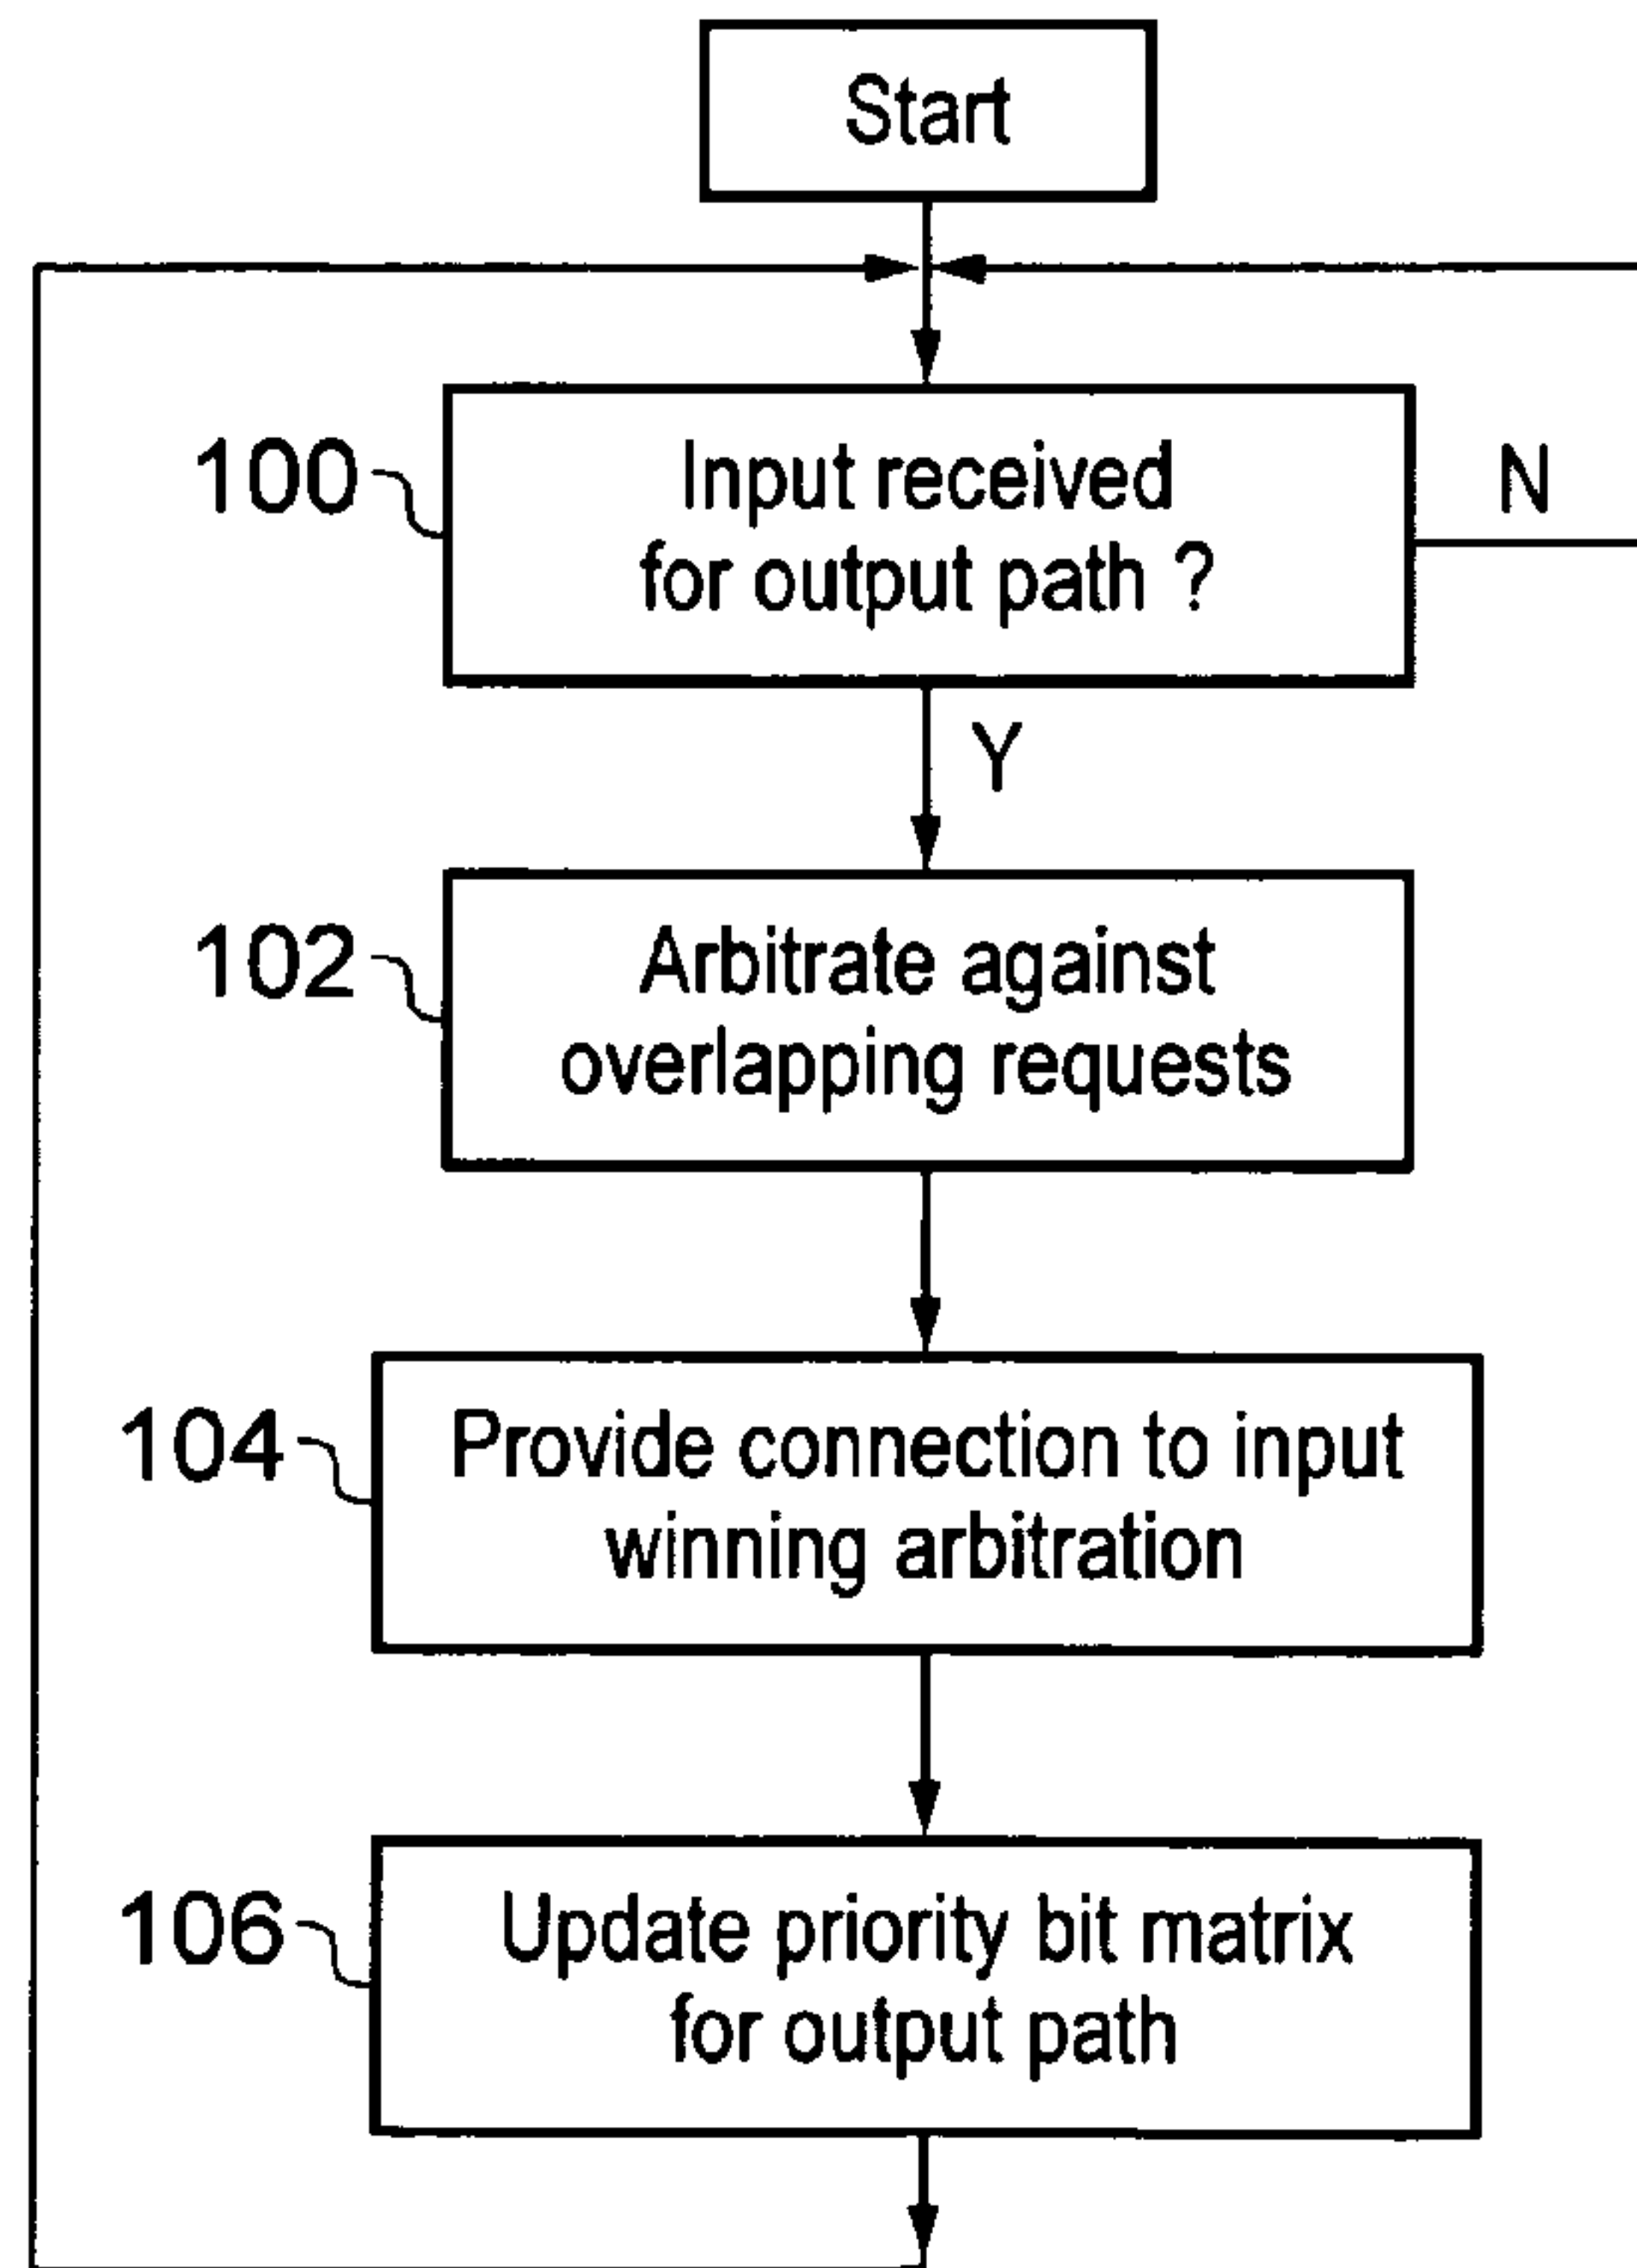 Start
100
Input received
for output path ?
N
Y
102
Arbitrate against
overlapping requests
104
Provide connection to input
winning arbitration
106
Update priority bit matrix
for output path